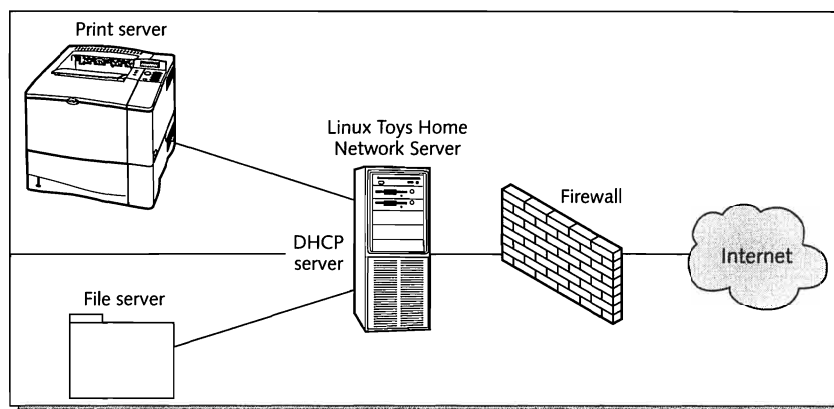 Print server
Linux Toys Home
Network Server
Firewall
DHCP
server
Internet
File server